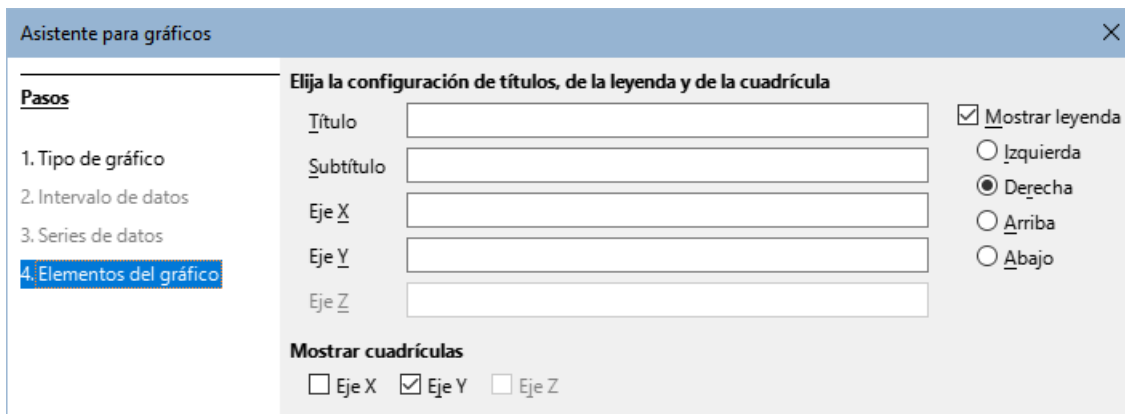 Asistente para gráficos
Pasos
1. Tipo de gráfico
2. Intervalo de datos
3. Series de datos
4. Elementos del gráfico
Elija la configuración de títulos, de la leyenda y de la cuadrícula
Título
Subtítulo
Eje X
Eje Y
Eje Z
Mostrar leyenda
Izquierda
Derecha
Arriba
Abajo
Mostrar cuadrículas
Eje X Eje Y Eje Z